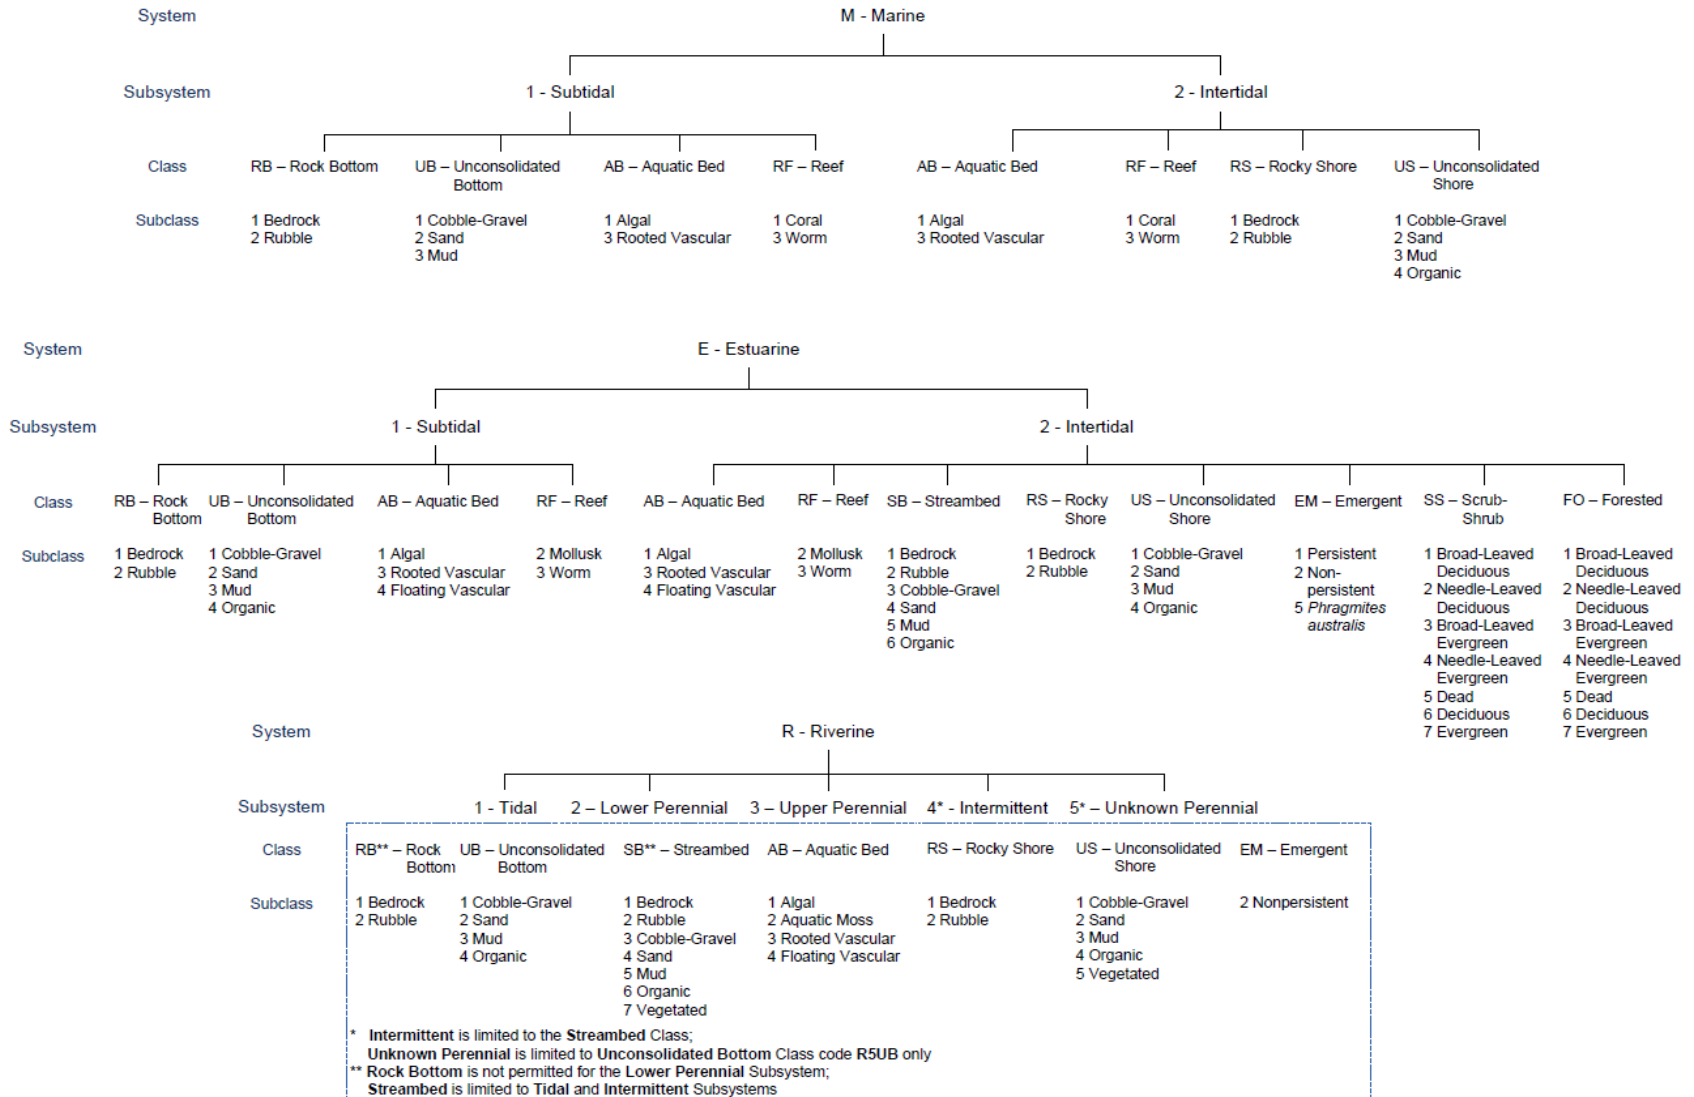 System M - Marine
Subsystem 1 - Subtidal 2 - Intertidal
Class RB – Rock Bottom UB – Unconsolidated AB – Aquatic Bed RF – Reef AB – Aquatic Bed RF – Reef RS – Rocky Shore US – Unconsolidated
Bottom Shore
Subclass 1 Bedrock 1 Cobble-Gravel 1 Algal 1 Coral 1 Algal 1 Coral 1 Bedrock 1 Cobble-Gravel
2 Rubble 2 Sand 3 Rooted Vascular 3 Worm 3 Rooted Vascular 3 Worm 2 Rubble 2 Sand
3 Mud 3 Mud
4 Organic
System E - Estuarine
Subsystem 1 - Subtidal 2 - Intertidal
Class RB – Rock UB – Unconsolidated AB – Aquatic Bed RF – Reef AB – Aquatic Bed RF – Reef SB – Streambed RS – Rocky US – Unconsolidated EM – Emergent SS – Scrub- FO – Forested
Bottom Bottom Shore Shore Shrub
Subclass 1 Bedrock 1 Cobble-Gravel 1 Algal 2 Mollusk 1 Algal 2 Mollusk 1 Bedrock 1 Bedrock 1 Cobble-Gravel 1 Persistent 1 Broad-Leaved 1 Broad-Leaved
2 Rubble 2 Sand 3 Rooted Vascular 3 Worm 3 Rooted Vascular 3 Worm 2 Rubble 2 Rubble 2 Sand 2 Non- Deciduous Deciduous
3 Mud 4 Floating Vascular 4 Floating Vascular 3 Cobble-Gravel 3 Mud persistent 2 Needle-Leaved 2 Needle-Leaved
4 Organic 4 Sand 4 Organic 5 Phragmites Deciduous Deciduous
5 Mud australis 3 Broad-Leaved 3 Broad-Leaved
6 Organic Evergreen Evergreen
4 Needle-Leaved 4 Needle-Leaved
Evergreen Evergreen
5 Dead 5 Dead
6 Deciduous 6 Deciduous
7 Evergreen 7 Evergreen
System R - Riverine
Subsystem 1 - Tidal 2 – Lower Perennial 3 – Upper Perennial 4* - Intermittent 5* – Unknown Perennial
Class RB** – Rock UB – Unconsolidated SB** – Streambed AB – Aquatic Bed RS – Rocky Shore US – Unconsolidated EM – Emergent
Bottom Bottom Shore
Subclass 1 Bedrock 1 Cobble-Gravel 1 Bedrock 1 Algal 1 Bedrock 1 Cobble-Gravel 2 Nonpersistent
2 Rubble 2 Sand 2 Rubble 2 Aquatic Moss 2 Rubble 2 Sand
3 Mud 3 Cobble-Gravel 3 Rooted Vascular 3 Mud
4 Organic 4 Sand 4 Floating Vascular 4 Organic
5 Mud 5 Vegetated
6 Organic
7 Vegetated
* Intermittent is limited to the Streambed Class;
Unknown Perennial is limited to Unconsolidated Bottom Class code R5UB only
** Rock Bottom is not permitted for the Lower Perennial Subsystem;
Streambed is limited to Tidal and Intermittent Subsystems